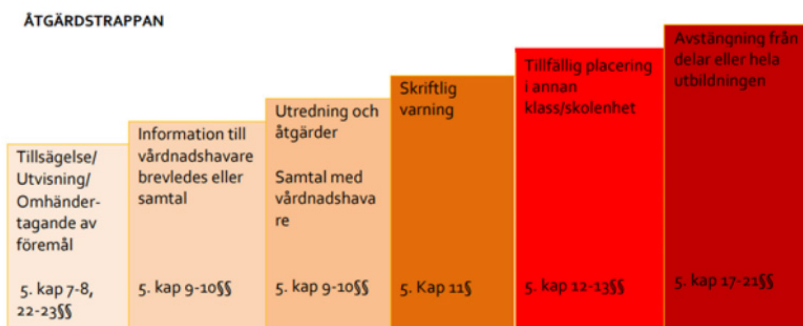 ÅTGÄRDSTRAPPAN
Tillsägelse/
Utvisning/
Omhänder-
tagande av
föremål
5. kap 7-8,
22-23§§
Information till
vårdnadshavare
brevledes eller
samtal
5. kap 9-10§§
Utredning och
åtgärder
Samtal med
vårdnadshava
re
5. kap 9-10§§
Skriftlig
varning
5. Kap 11§
Tillfällig placering
i annan
klass/skolenhet
5. kap 12-13§§
Avstängning från
delar eller hela
utbildningen
5. kap 17-21§§